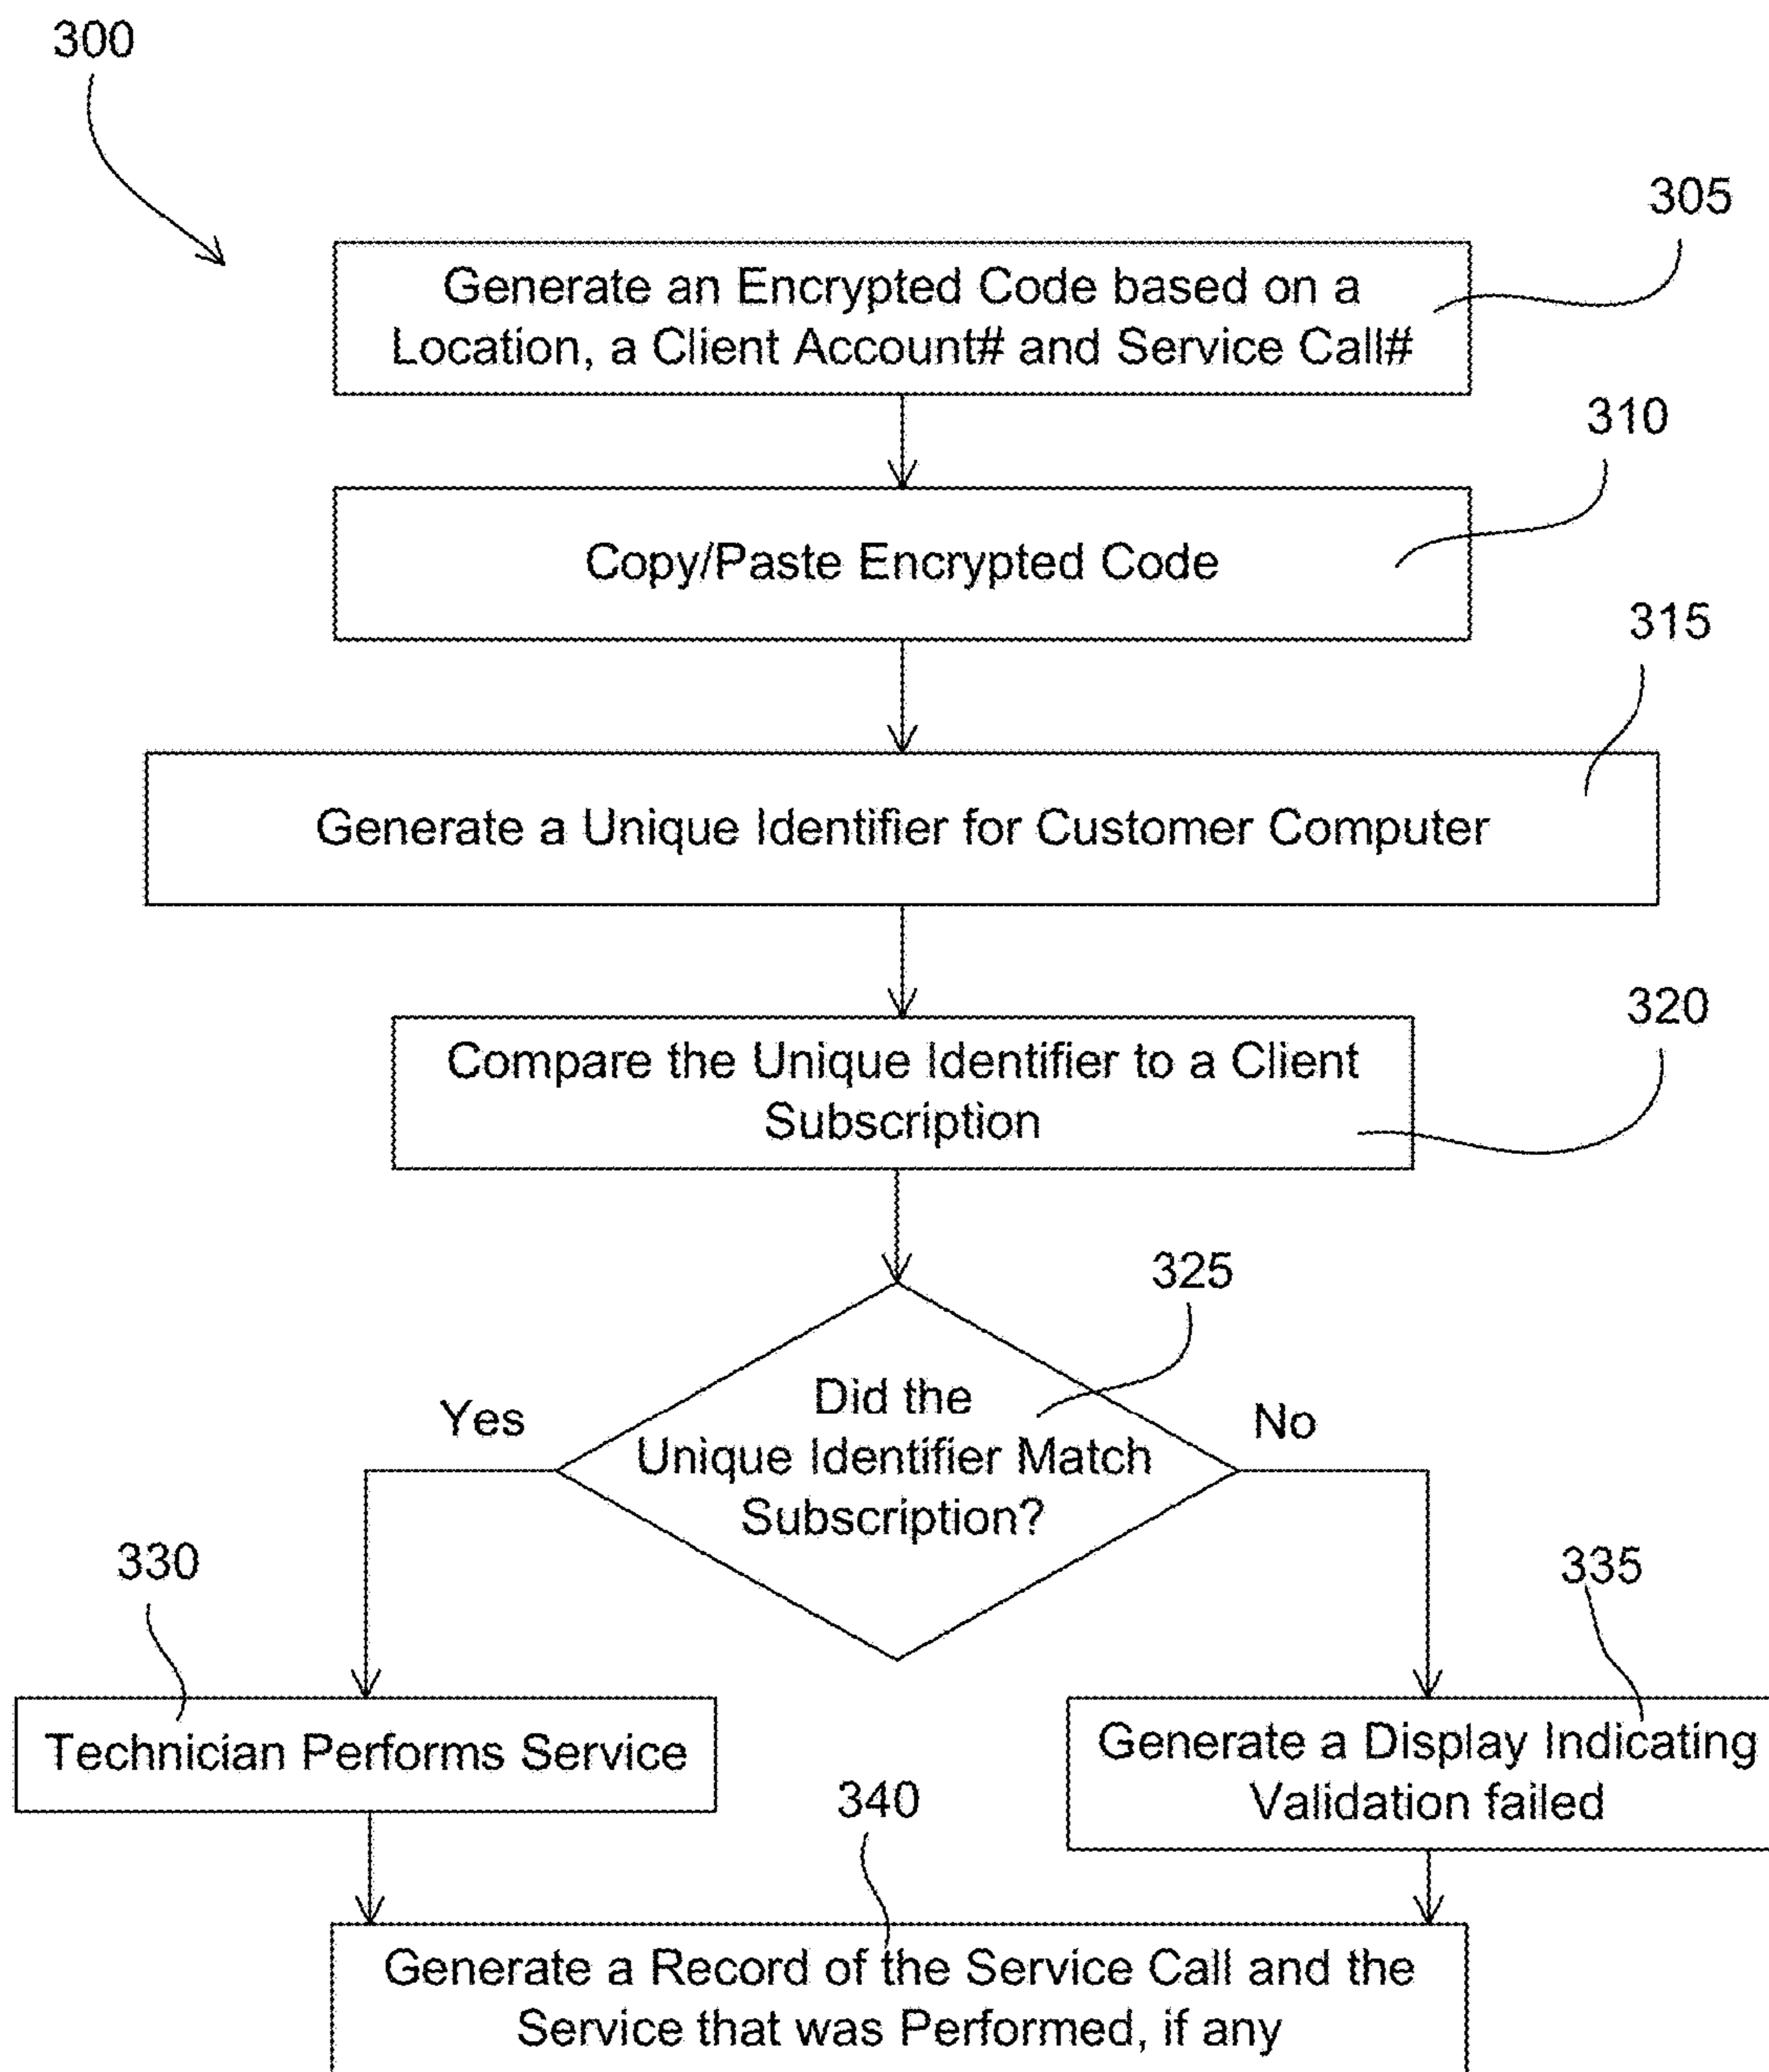 300
305
Generate an Encrypted Code based on a
Location, a Client Account# and Service Call#
310
Copy/Paste Encrypted Code
315
Generate a Unique Identifier for Customer Computer
320
Compare the Unique Identifier to a Client
Subscription
325
Yes
No
Did the
Unique Identifier Match
Subscription?
330
335
Technician Performs Service
Generate a Display Indicating
Validation failed
340
Generate a Record of the Service Call and the
Service that was Performed, if any